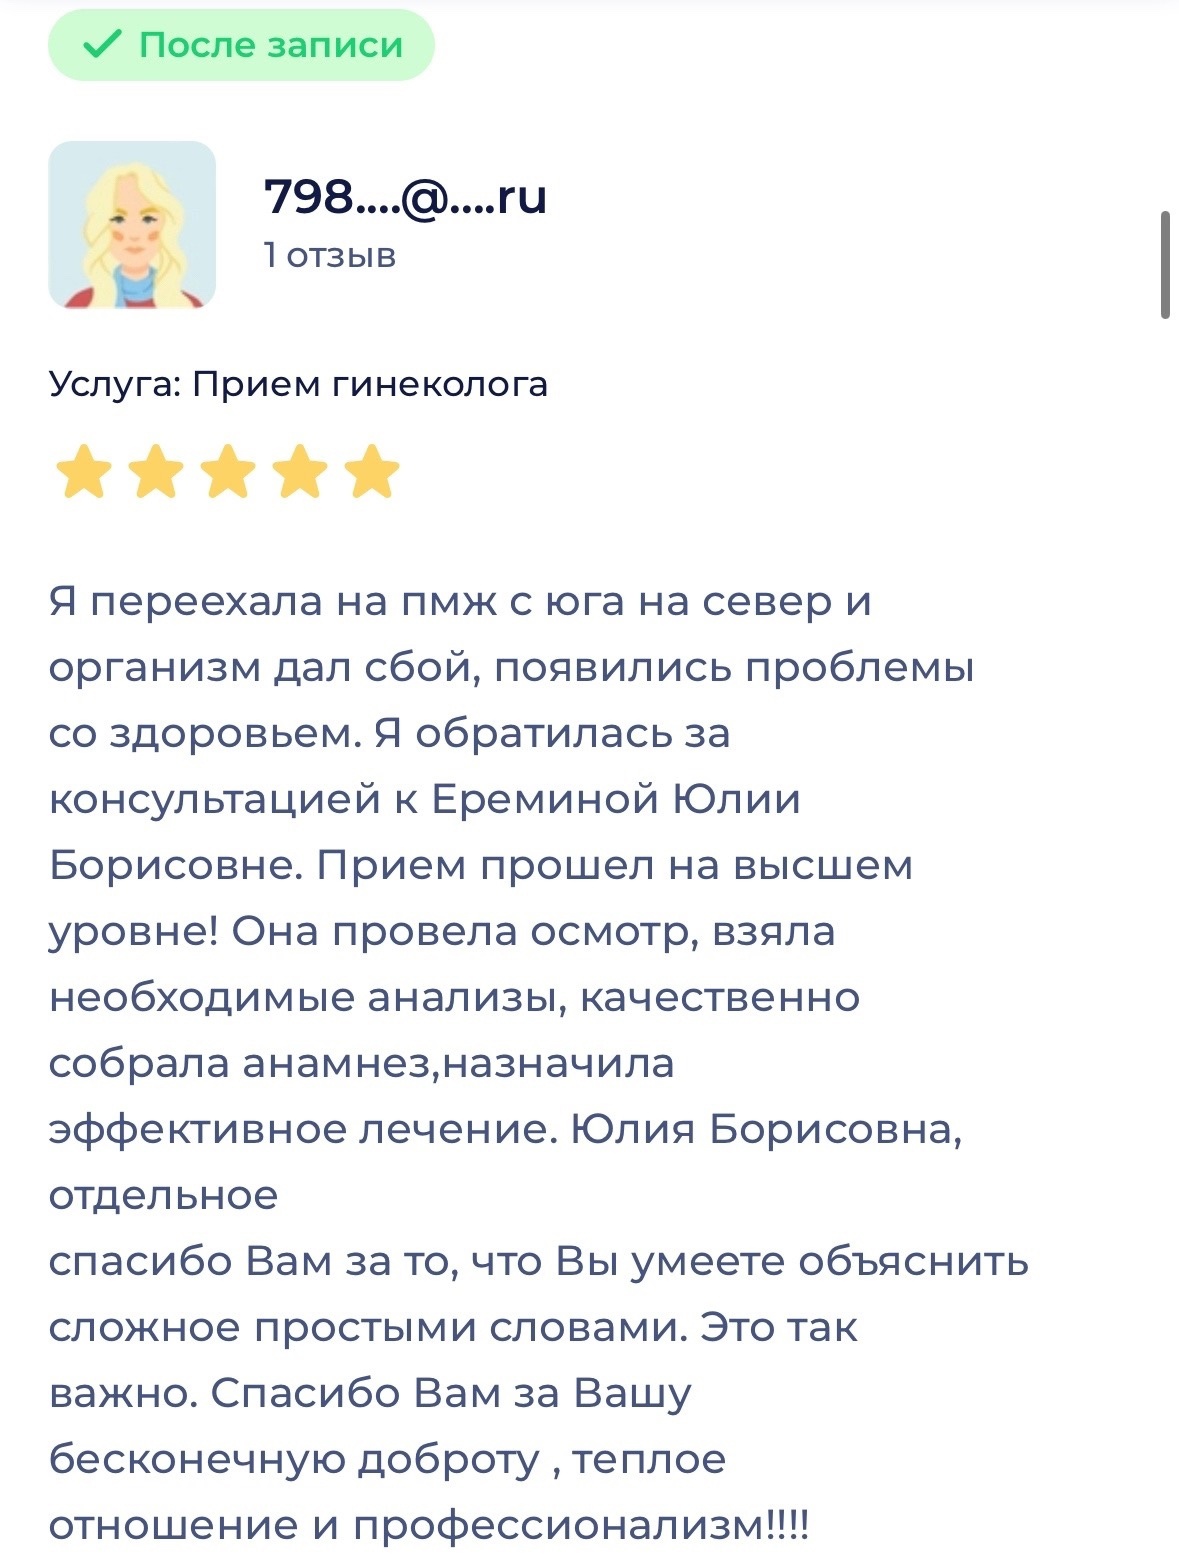 После записи
798....@....ru
1 отзыв
Услуга: Прием гинеколога
Я переехала на пмж с юга на север и
организм дал сбой, появились проблемы
со здоровьем. Я обратилась за
консультацией к Ереминой Юлии
Борисовне. Прием прошел на высшем
уровне! Она провела осмотр, взяла
необходимые анализы, качественно
собрала анамнез,назначила
эффективное лечение. Юлия Борисовна,
отдельное
спасибо Вам за то, что Вы умеете объяснить
сложное простыми словами. Это так
важно. Спасибо Вам за Вашу
бесконечную доброту , теплое
отношение и профессионализм!!!!